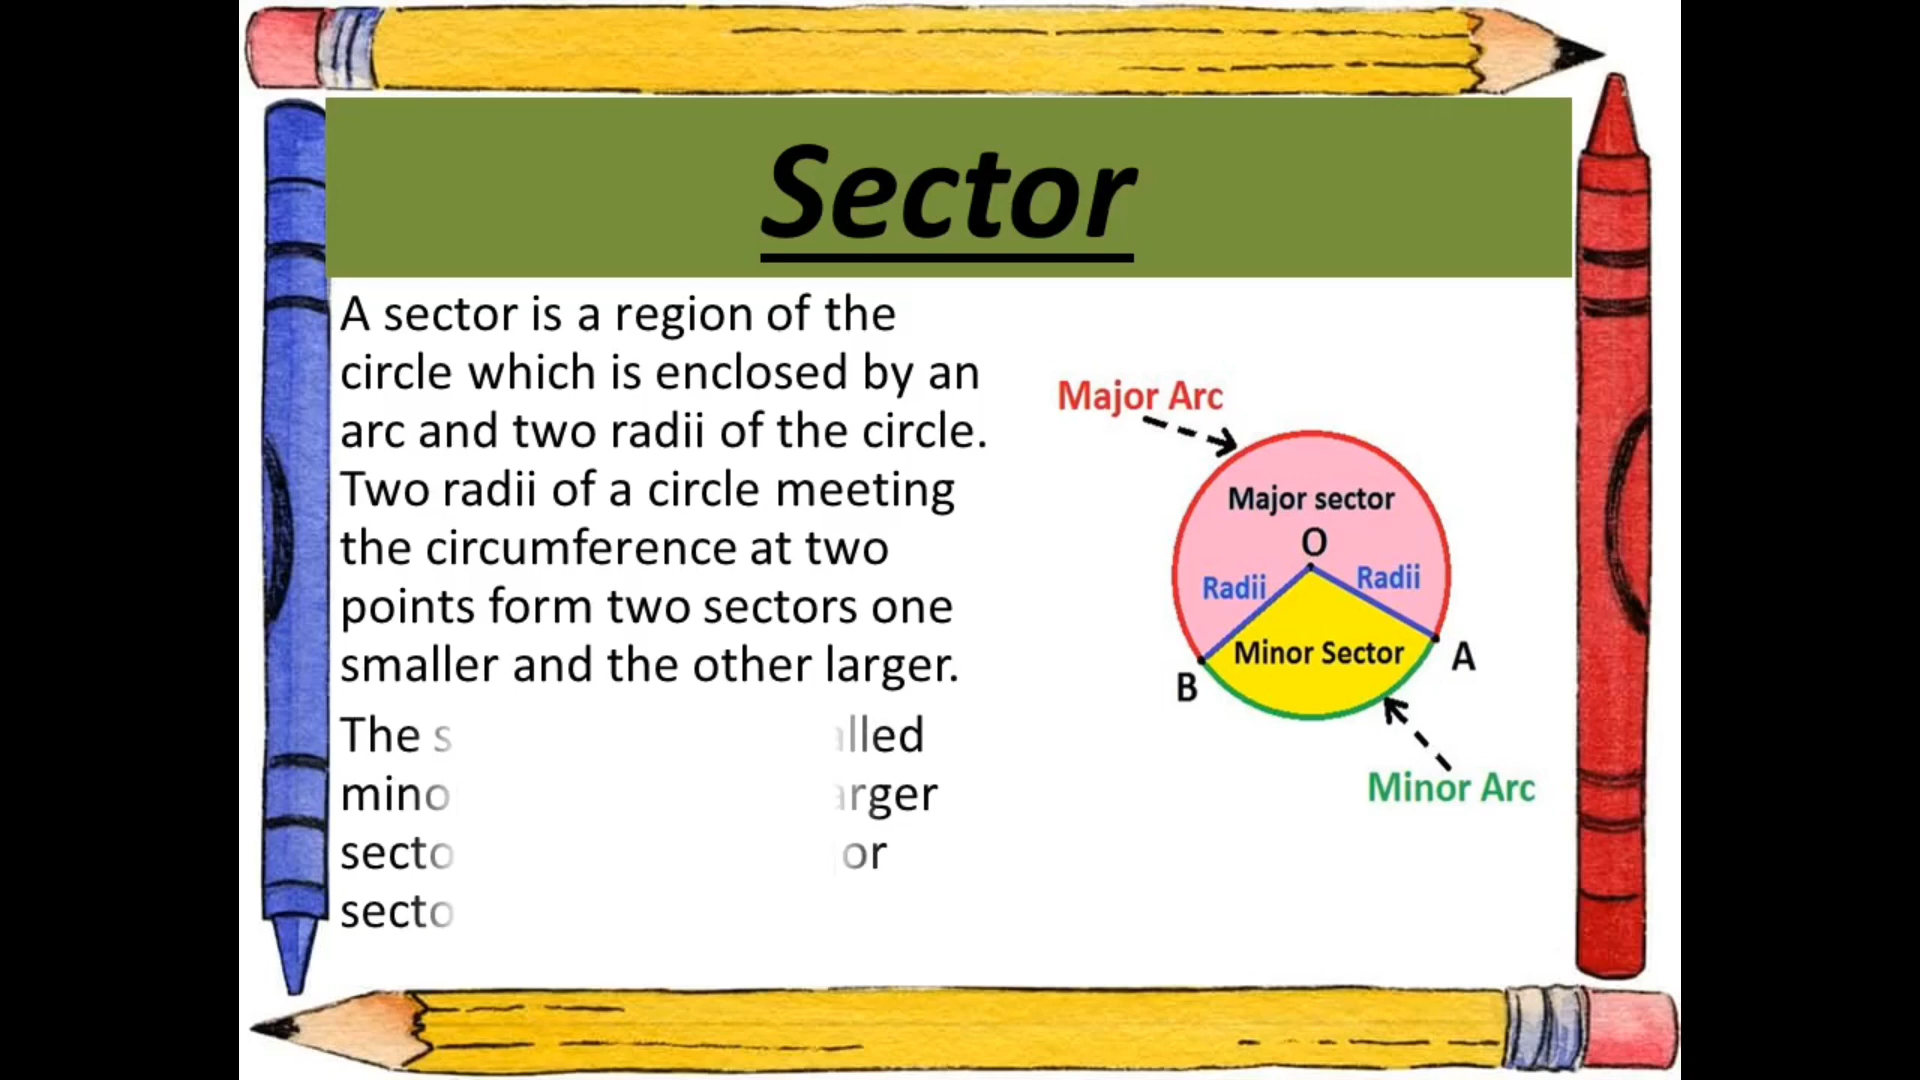 Sector
A sector is a region of the
circle which is enclosed by an
arc and two radii of the circle.
Two radii of a circle meeting
the circumference at two
points form two sectors one
smaller and the other larger.
The
Major Arc
Major sector
O
Radii
Radii
Minor Sector
A
B
Minor Arc